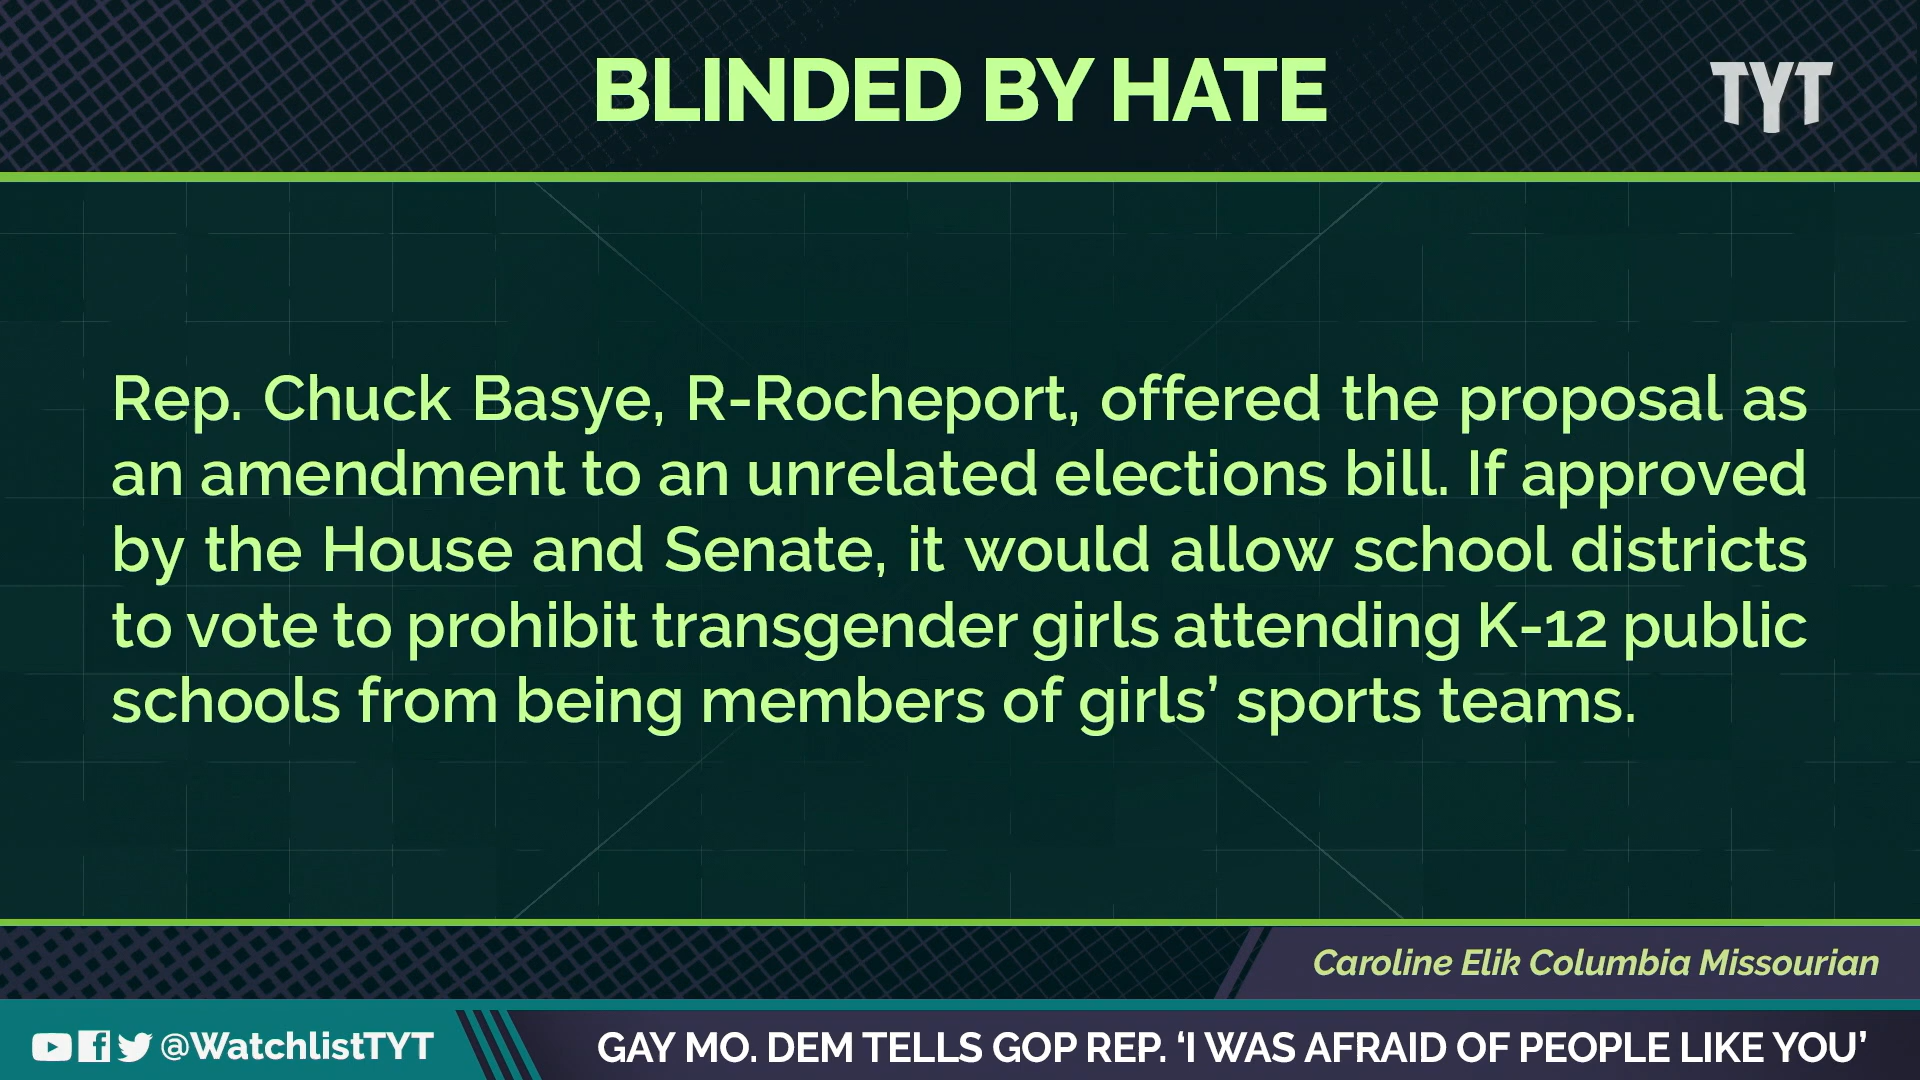 BLINDED BY HATE
TYT
Rep. Chuck Basye, R-Rocheport, offered the proposal as
an amendment to an unrelated elections bill. If approved
by the House and Senate, it would allow school districts
to vote to prohibit transgender girls attending K-12 public
schools from being members of girls’ sports teams.
Caroline Elik Columbia Missourian
@WatchlistTYT
GAY MO. DEM TELLS GOP REP. ‘I WAS AFRAID OF PEOPLE LIKE YOU’